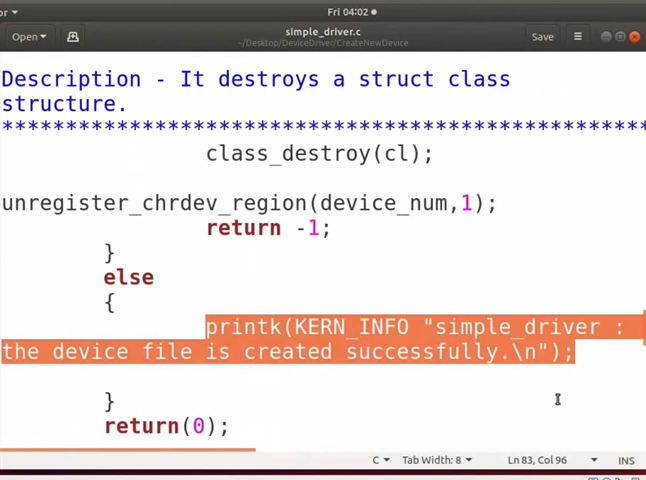 or
Fri 04:02
Open
simple_driver.c
~/Desktop/DeviceDriver/CreateNewDevice
Save
Description - It destroys a struct class
structure.
**************************************************
class_destroy(cl);
unregister_chrdev_region(device_num,1);
return -1;
}
else
{
printk(KERN_INFO "simple_driver :
the device file is created successfully.\n");
}
return(0);
C Tab Width: 8 Ln 83, Col 96 INS